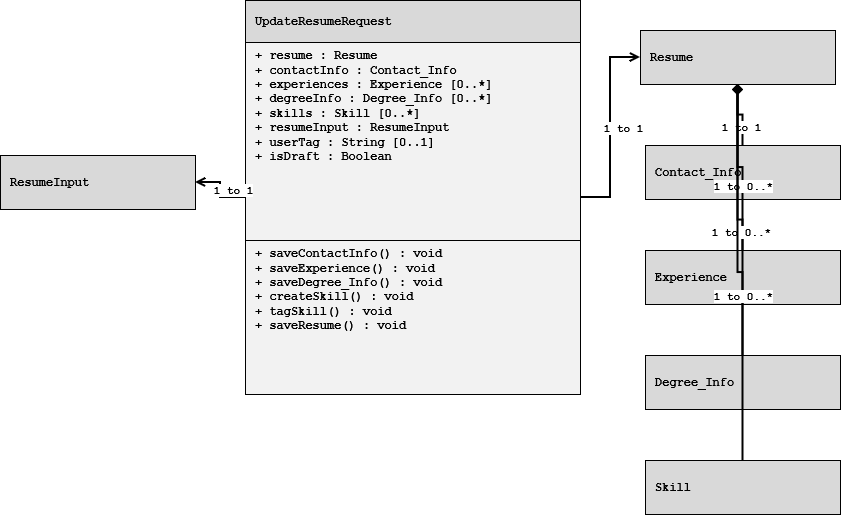 UpdateResumeRequest
+ resume : Resume
+ contactInfo : Contact_Info
+ experiences : Experience [0..*]
+ degreeInfo : Degree_Info [0..*]
+ skills : Skill [0..*]
+ resumeInput : ResumeInput
+ userTag : String [0..1]
+ isDraft : Boolean
+ saveContactInfo() : void
+ saveExperience() : void
+ saveDegree_Info() : void
+ createSkill() : void
+ tagSkill() : void
+ saveResume() : void
ResumeInput
1 to 1
1 to 1
Resume
1 to 1
Contact_Info
1 to 0..*
1 to 0..*
Experience
1 to 0..*
Degree_Info
Skill